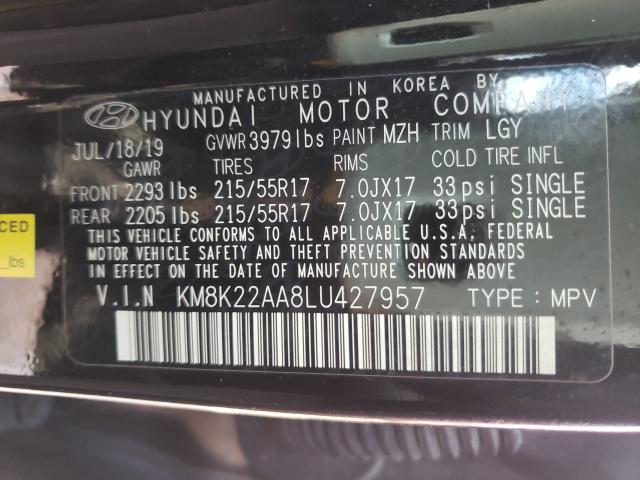 MANUFACTURED IN KOREA BY
HYUNDAI MOTOR COMPANY
JUL/18/19 GVWR 3979lbs PAINT MZH TRIM LGY
GAWR TIRES RIMS COLD TIRE INFL
FRONT 2293 lbs 215/55R17 7.0JX17 33 psi SINGLE
REAR 2205 lbs 215/55R17 7.0JX17 33 psi SINGLE
THIS VEHICLE CONFORMS TO ALL APPLICABLE U.S.A. FEDERAL
MOTOR VEHICLE SAFETY AND THEFT PREVENTION STANDARDS
IN EFFECT ON THE DATE OF MANUFACTURE SHOWN ABOVE.
V.I.N KM8K22AA8LU427957 TYPE : MPV
CED
lbs